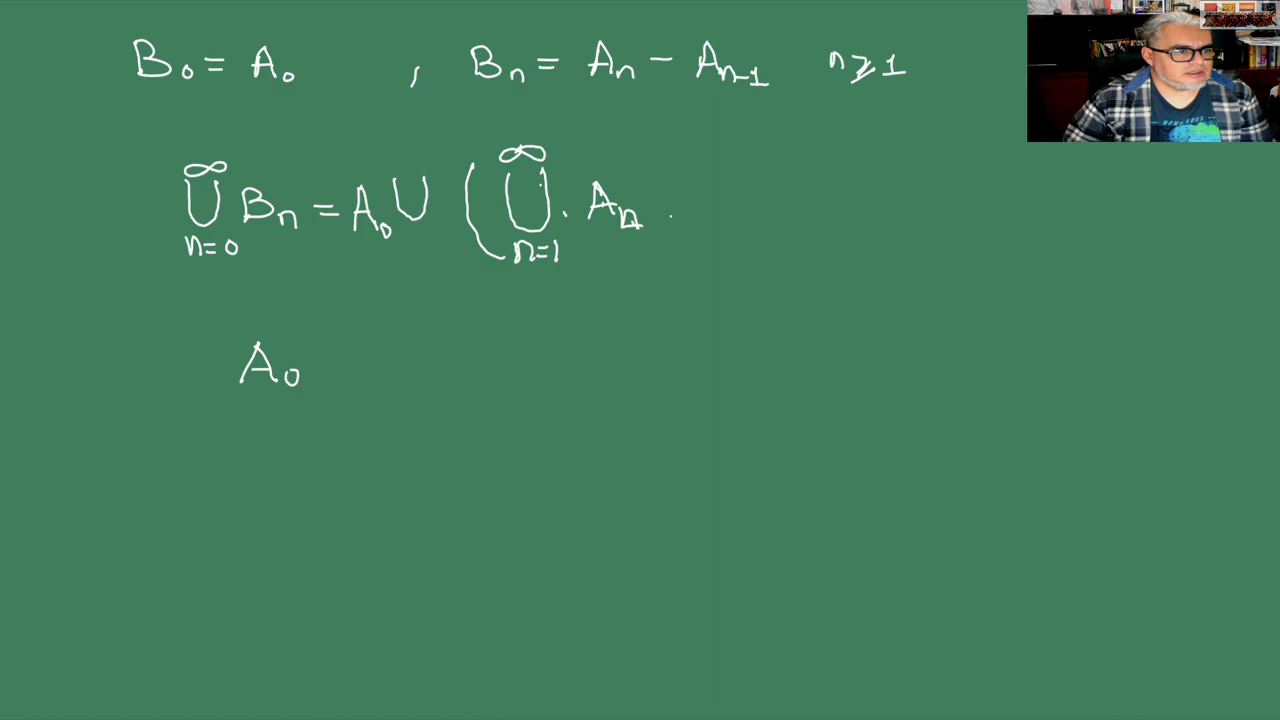 B₀ = A₀ , Bₙ = Aₙ − Aₙ₋₁ n ≥ 1
∞ ∞
⋃ Bₙ = A₀ ∪ ( ⋃ . Aₙ .
n=0 n=1
A₀